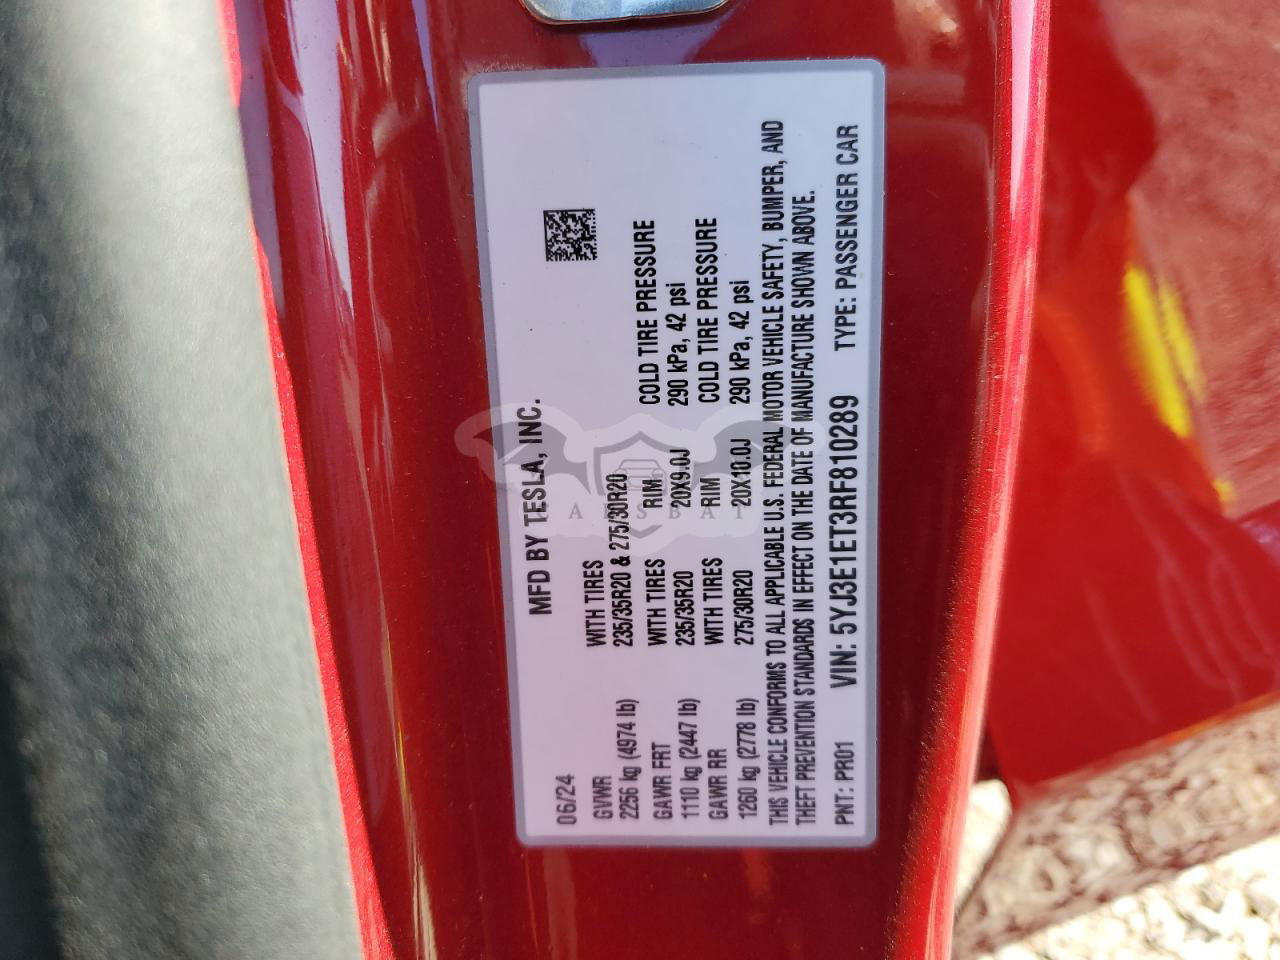 06/24 MFD BY TESLA, INC.
GVWR WITH TIRES
2256 kg (4974 lb) 235/35R20 & 275/30R20
GAWR FRT WITH TIRES RIM COLD TIRE PRESSURE
1110 kg (2447 lb) 235/35R20 20X9.0J 290 kPa, 42 psi
GAWR RR WITH TIRES RIM COLD TIRE PRESSURE
1260 kg (2778 lb) 275/30R20 20X10.0J 290 kPa, 42 psi
THIS VEHICLE CONFORMS TO ALL APPLICABLE U.S. FEDERAL MOTOR VEHICLE SAFETY, BUMPER, AND
THEFT PREVENTION STANDARDS IN EFFECT ON THE DATE OF MANUFACTURE SHOWN ABOVE.
PNT: PR01 VIN: 5YJ3E1ET3RF810289 TYPE: PASSENGER CAR